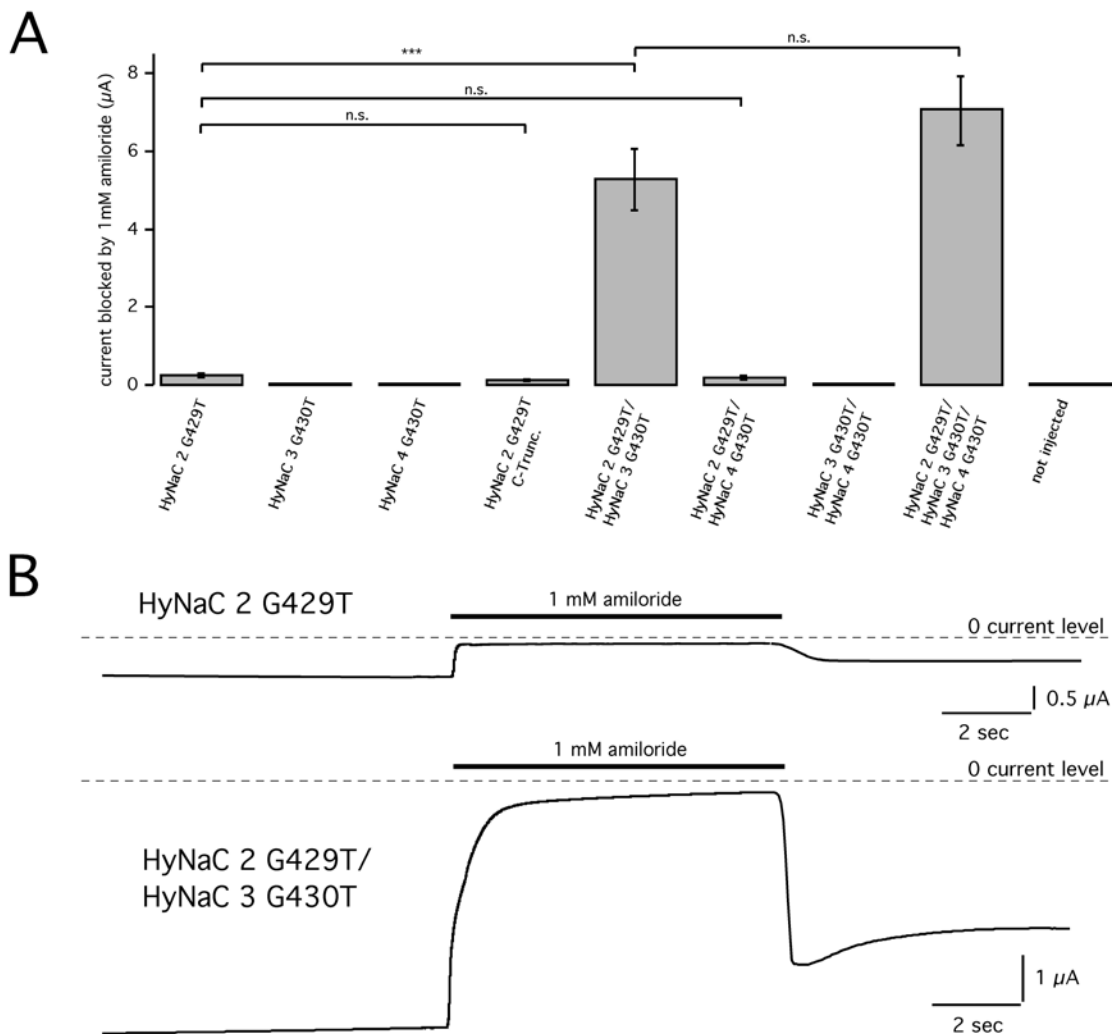 A
current blocked by 1mM amiloride (µA)
8
6
4
2
0
***
n.s.
n.s.
n.s.
HyNaC 2 G429T
HyNaC 3 G430T
HyNaC 4 G430T
HyNaC 2 G429T
C-Trunc.
HyNaC 2 G429T/
HyNaC 3 G430T
HyNaC 2 G429T/
HyNaC 4 G430T
HyNaC 3 G430T/
HyNaC 4 G430T
HyNaC 2 G429T/
HyNaC 3 G430T/
HyNaC 4 G430T
not injected
B
HyNaC 2 G429T
1 mM amiloride
0 current level
0.5 µA
2 sec
1 mM amiloride
0 current level
HyNaC 2 G429T/
HyNaC 3 G430T
1 µA
2 sec